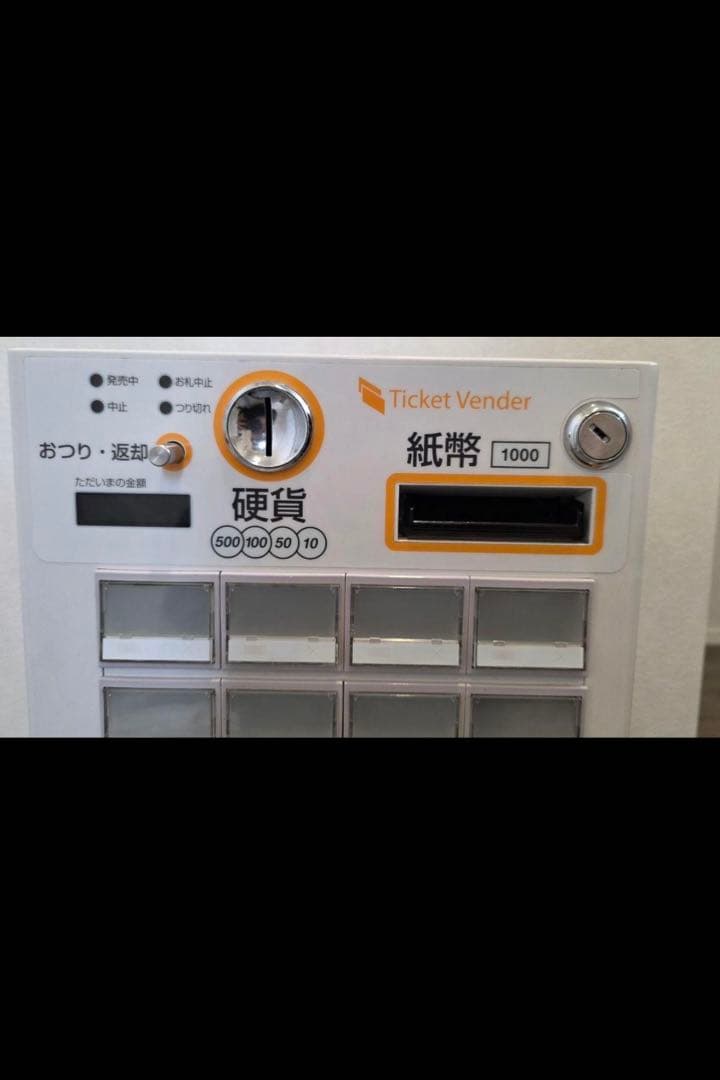 発売中 お札中止
中止 つり切れ
おつり・返却
ただいまの金額
硬貨
500 100 50 10
Ticket Vender
紙幣 1000